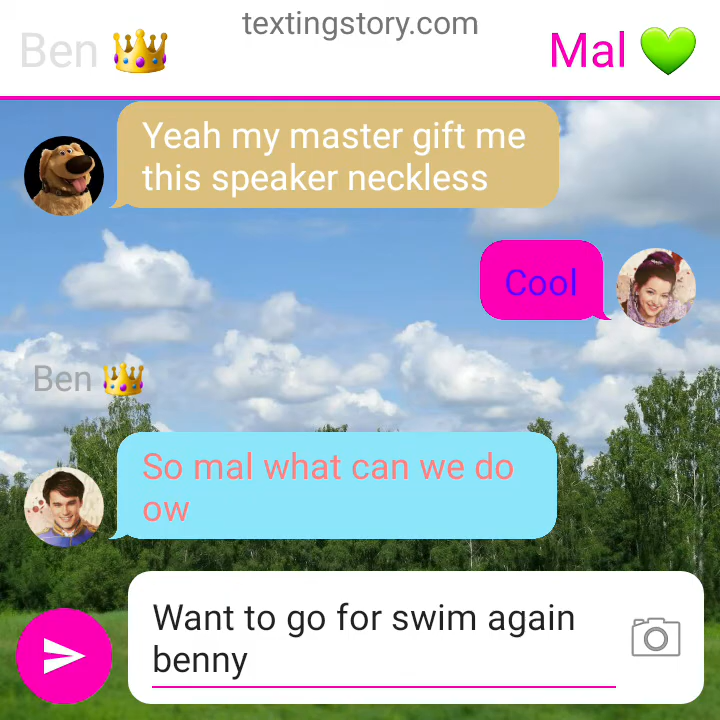 textingstory.com
Ben 👑
Mal 💚
Yeah my master gift me
this speaker neckless
Cool
Ben 👑
So mal what can we do
ow
Want to go for swim again
benny